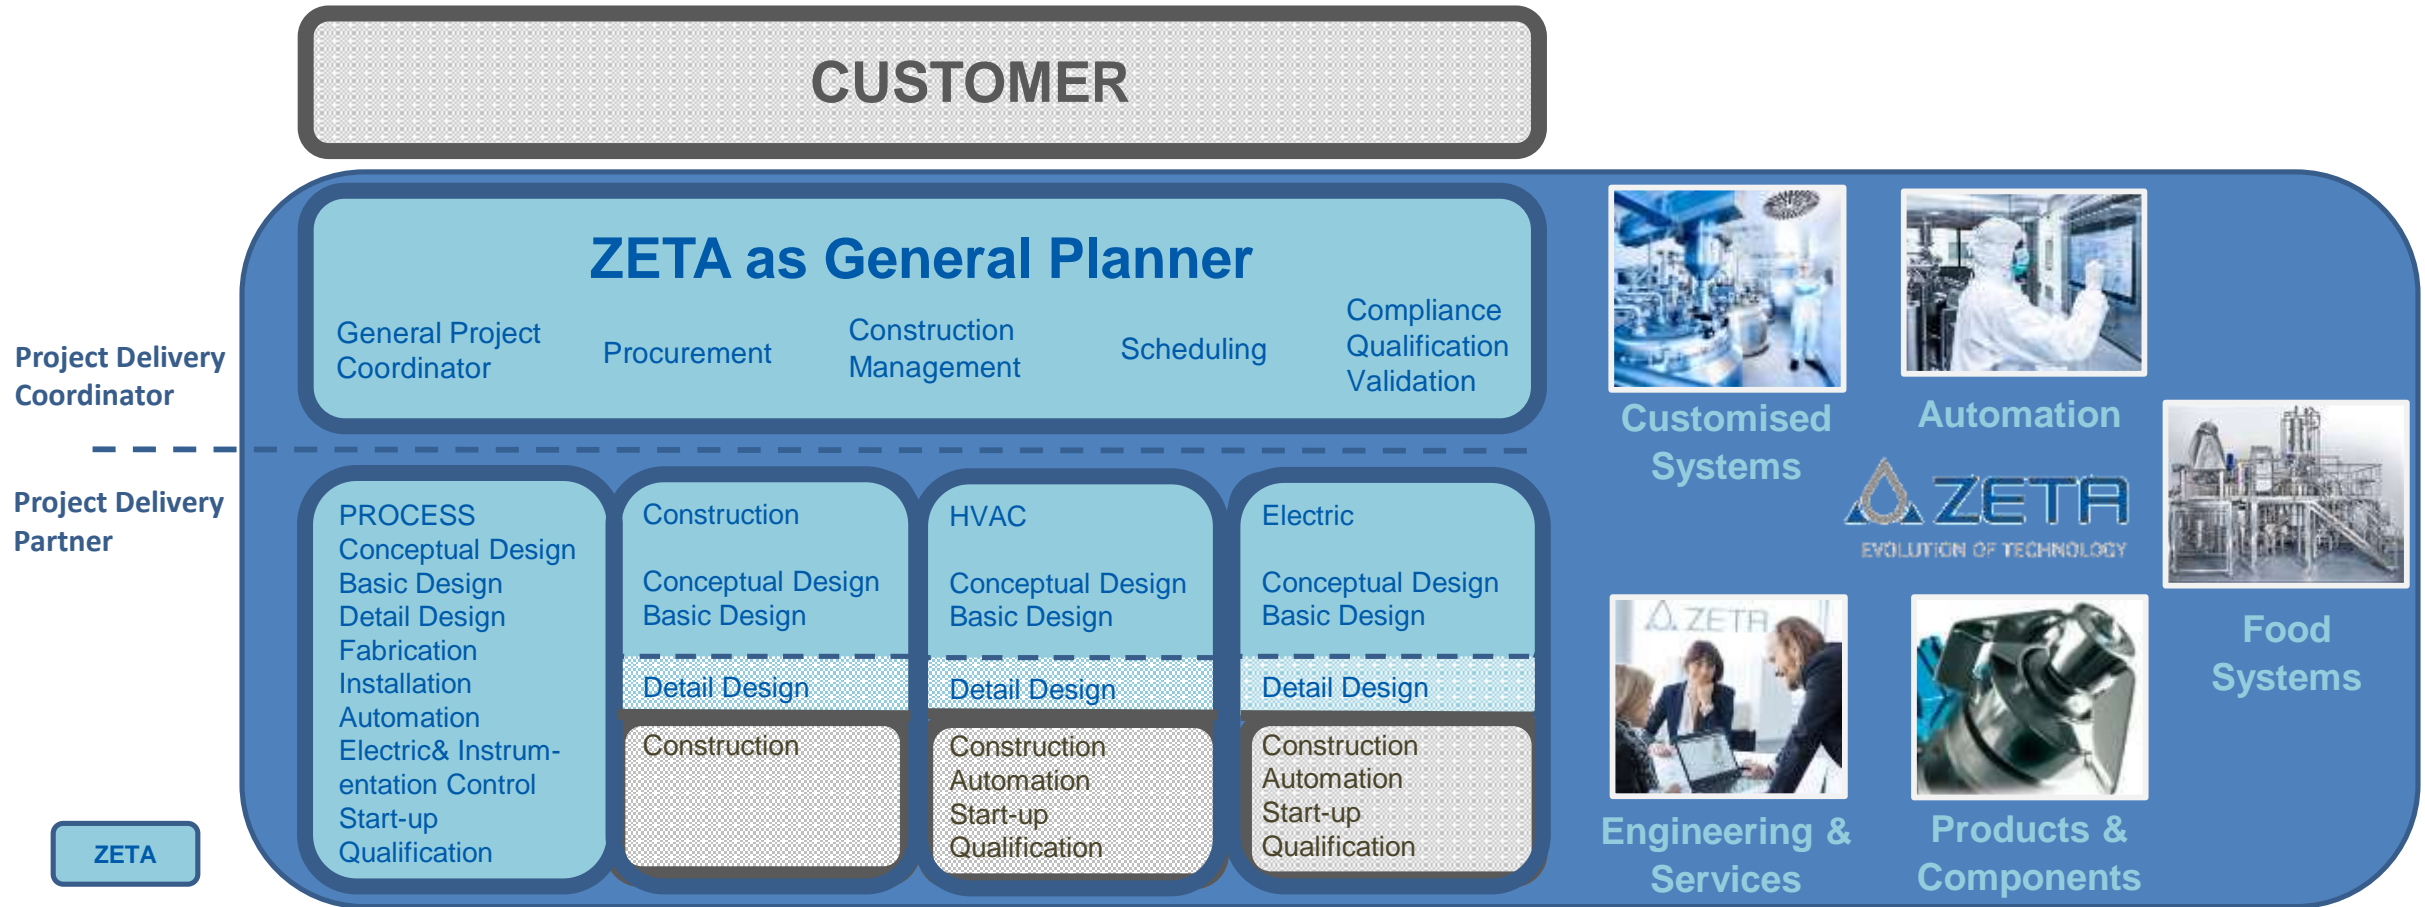 CUSTOMER
ZETA as General Planner
General Project
Coordinator
Procurement
Construction
Management
Scheduling
Compliance
Qualification
Validation
Project Delivery
Coordinator
Project Delivery
Partner
PROCESS
Conceptual Design
Basic Design
Detail Design
Fabrication
Installation
Automation
Electric& Instrum-
entation Control
Start-up
Qualification
Construction
Conceptual Design
Basic Design
Detail Design
Construction
HVAC
Conceptual Design
Basic Design
Detail Design
Construction
Automation
Start-up
Qualification
Electric
Conceptual Design
Basic Design
Detail Design
Construction
Automation
Start-up
Qualification
ZETA
Customised
Systems
Automation
ZETA
EVOLUTION OF TECHNOLOGY
Food
Systems
ZETA
Engineering &
Services
Products &
Components